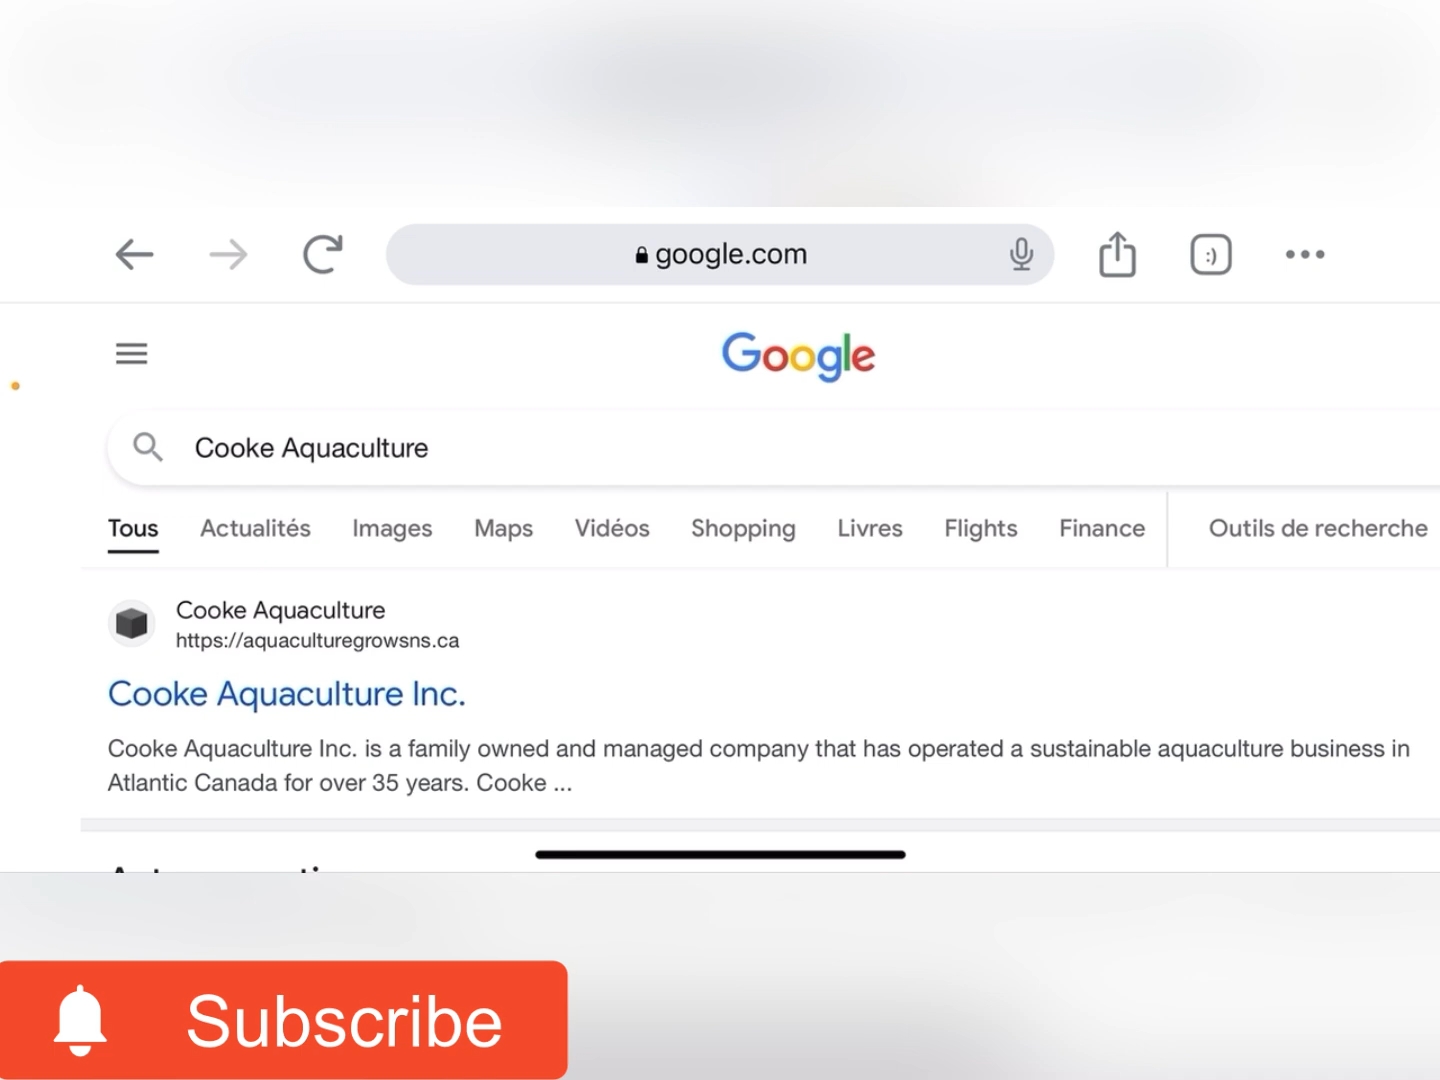 google.com
:)
Google
Cooke Aquaculture
Tous Actualités Images Maps Vidéos Shopping Livres Flights Finance Outils de recherche
Cooke Aquaculture
https://aquaculturegrowsns.ca
Cooke Aquaculture Inc.
Cooke Aquaculture Inc. is a family owned and managed company that has operated a sustainable aquaculture business in
Atlantic Canada for over 35 years. Cooke ...
Subscribe